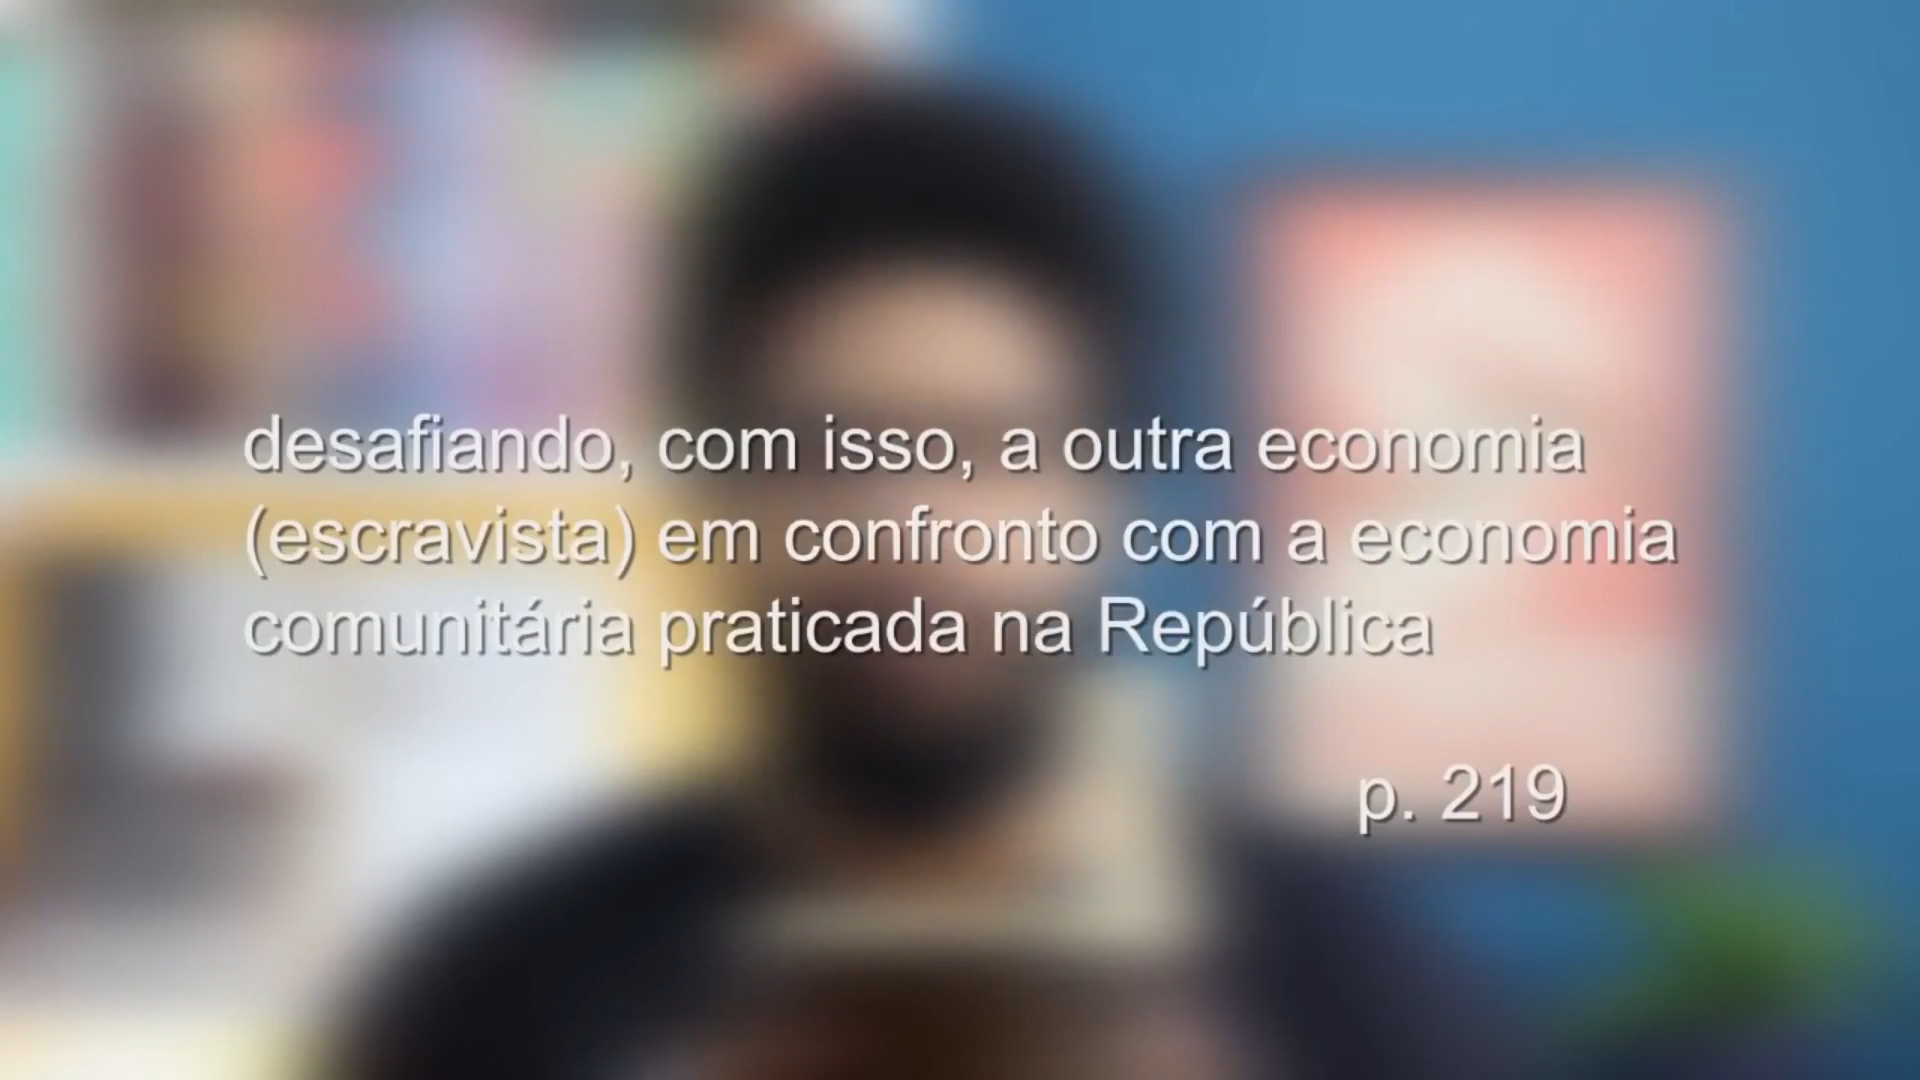 desafiando, com isso, a outra economia
(escravista) em confronto com a economia
comunitária praticada na República
p. 219